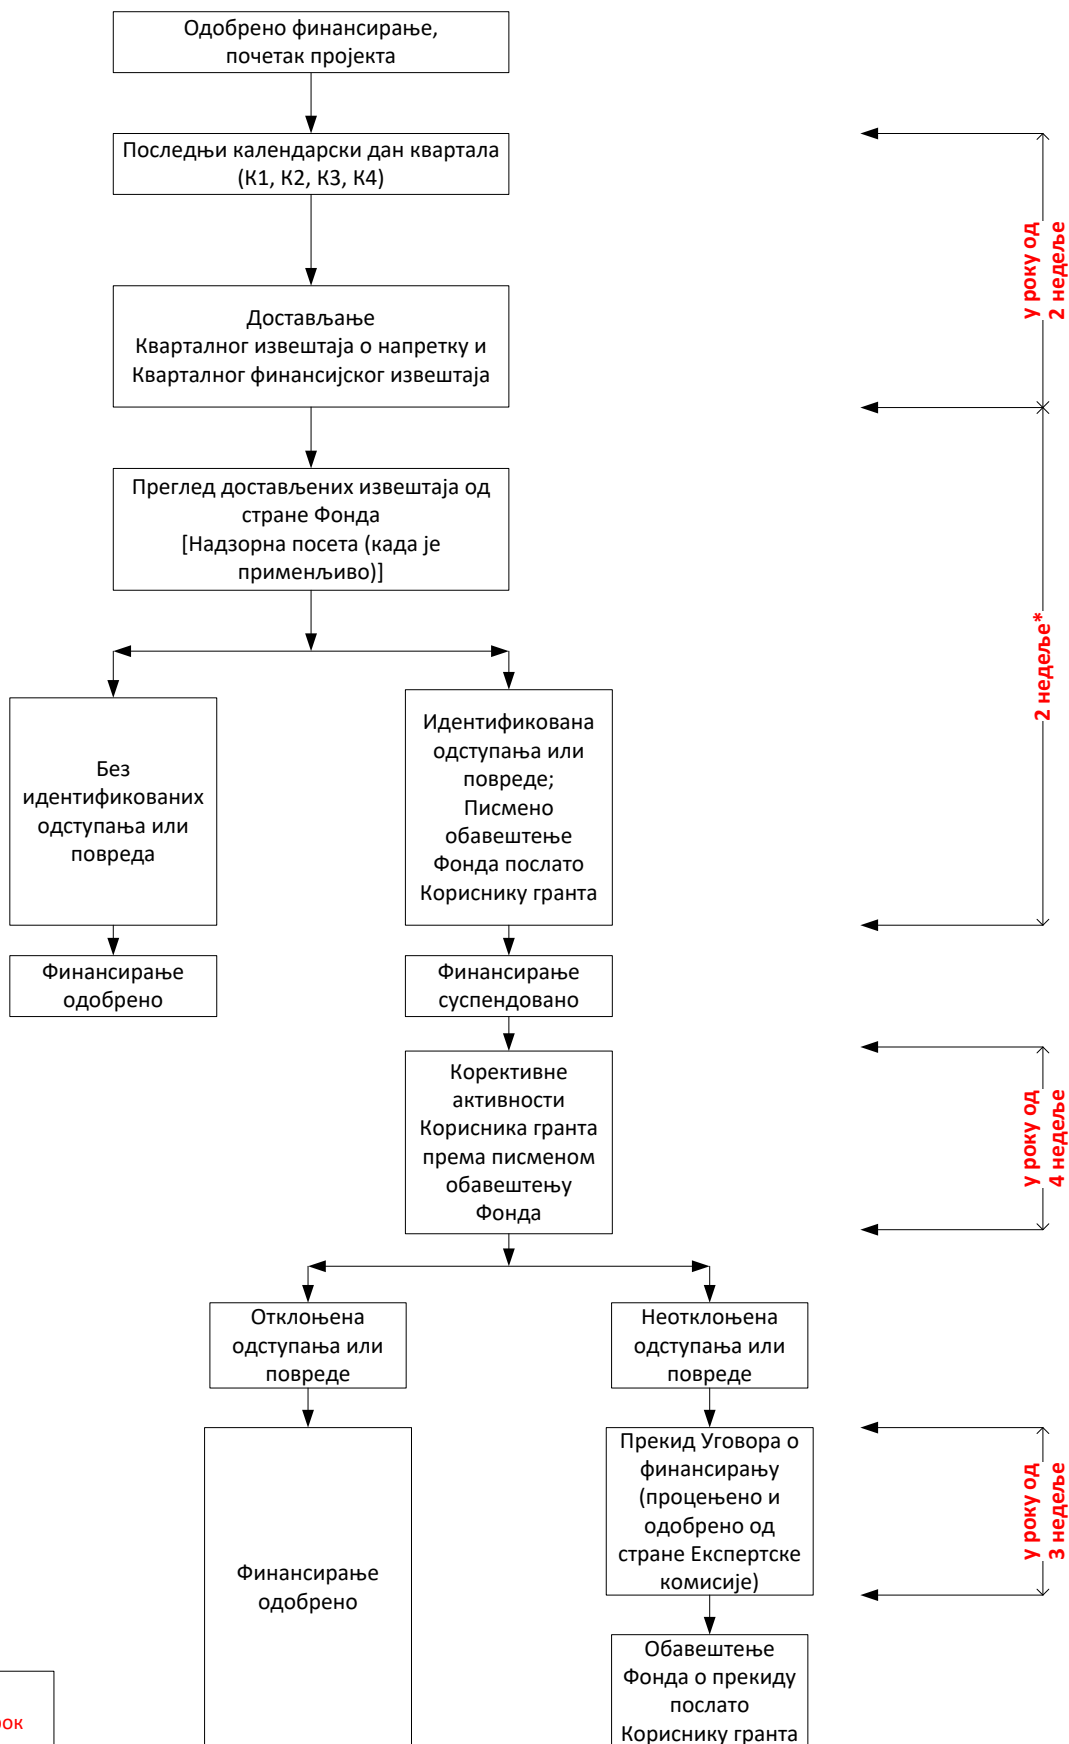 Одобрено финансирање,
почетак пројекта
Последњи календарски дан квартала
(К1, К2, К3, К4)
у року од
2 недеље
Достављање
Кварталног извештаја о напретку и
Кварталног финансијског извештаја
Преглед достављених извештаја од
стране Фонда
[Надзорна посета (када је
применљиво)]
2 недеље*
Без
идентификованих
одступања или
повреда
Идентификована
одступања или
повреде;
Писмено
обавештење
Фонда послато
Кориснику гранта
Финансирање
одобрено
Финансирање
суспендовано
Корективне
активности
Корисника гранта
према писменом
обавештењу
Фонда
у року од
4 недеље
Отклоњена
одступања или
повреде
Неотклоњена
одступања или
повреде
Финансирање
одобрено
Прекид Уговора о
финансирању
(процењено и
одобрено од
стране Експертске
комисије)
у року од
3 недеље
Обавештење
Фонда о прекиду
послато
Кориснику гранта